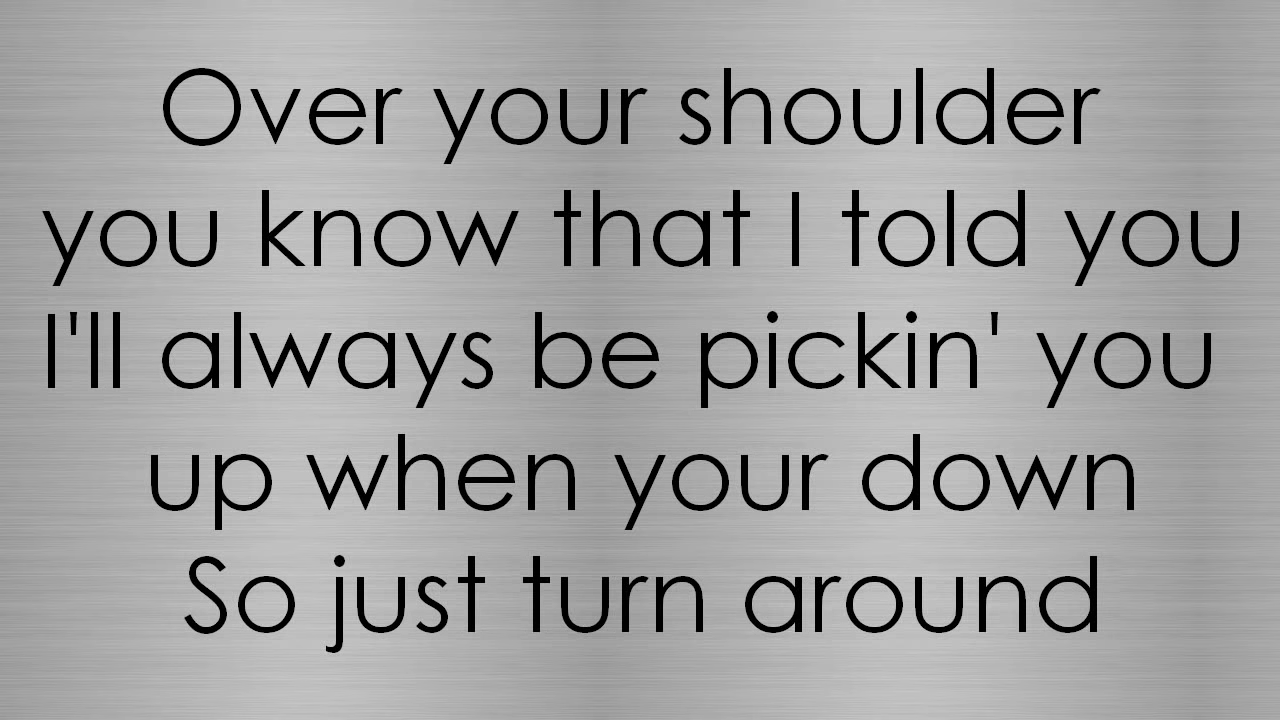 Over your shoulder
you know that I told you
I'll always be pickin' you
up when your down
So just turn around